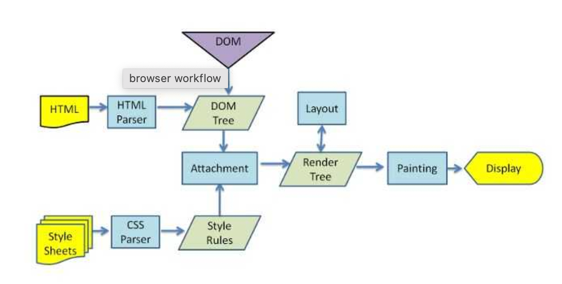 DOM
browser workflow
HTML
HTML
Parser
DOM
Tree
Layout
Attachment
Render
Tree
Painting
Display
Style
Sheets
CSS
Parser
Style
Rules